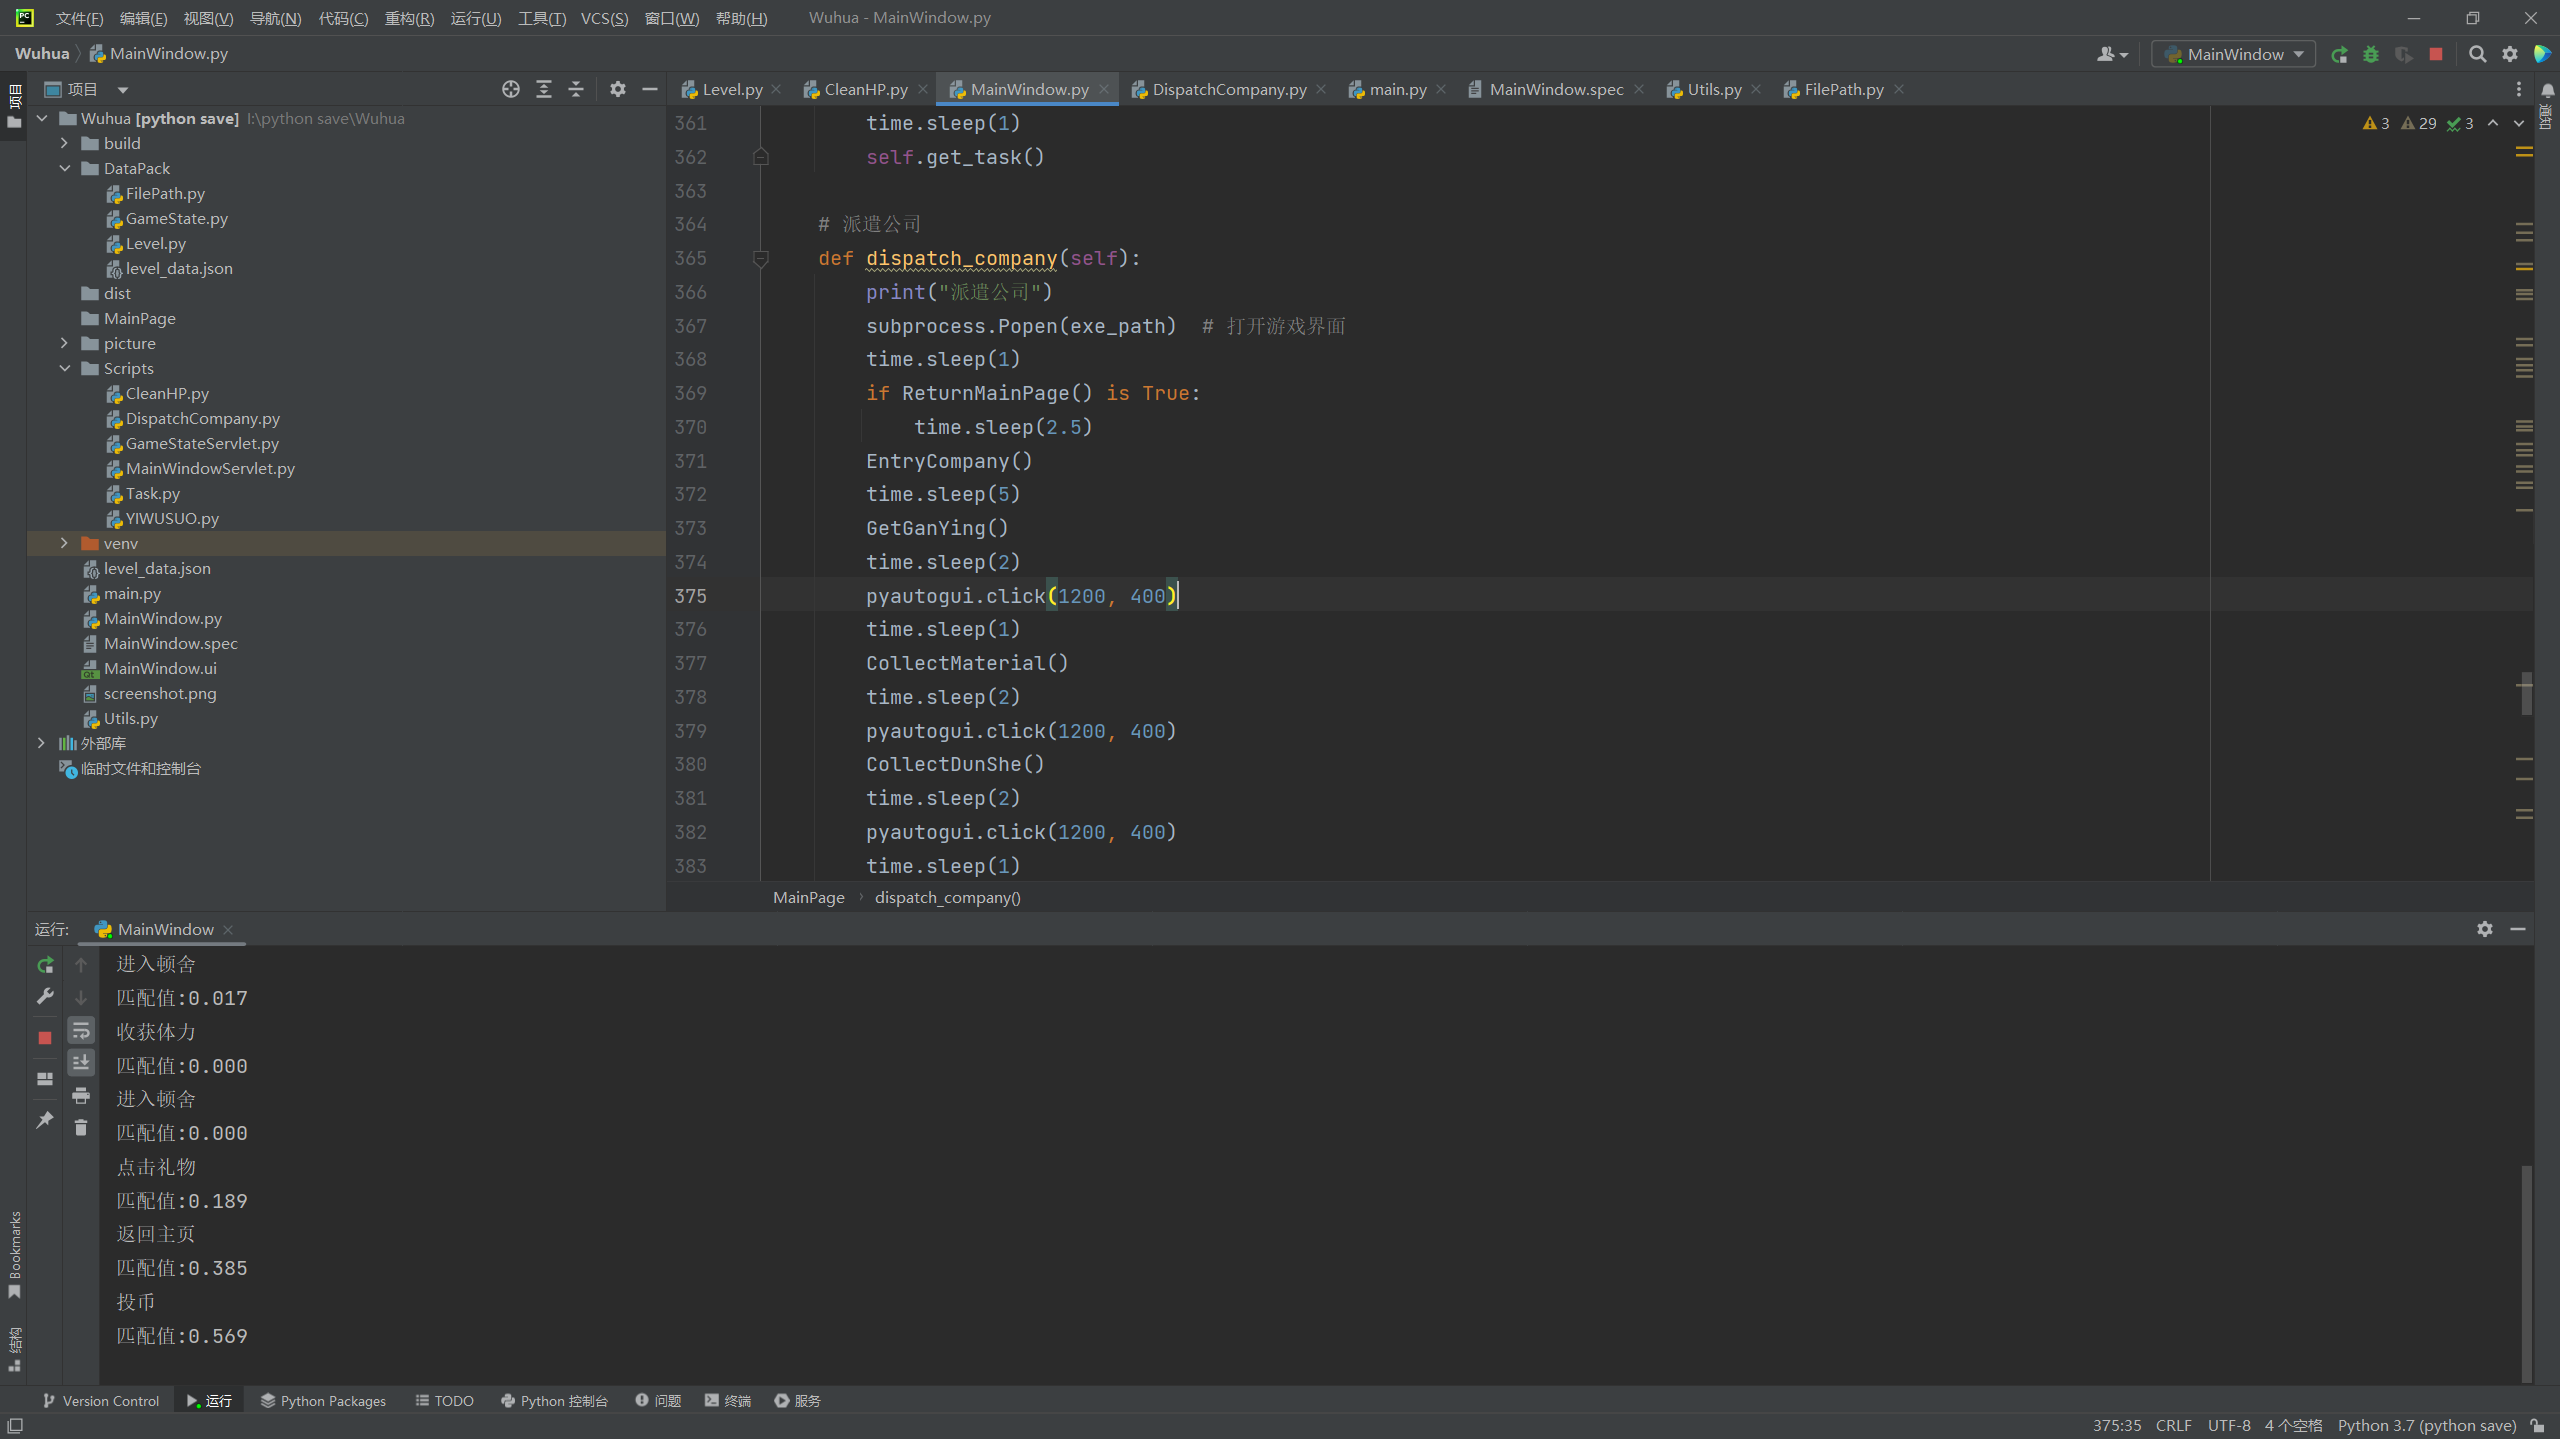 文件(F) 编辑(E) 视图(V) 导航(N) 代码(C) 重构(R) 运行(U) 工具(T) VCS(S) 窗口(W) 帮助(H) Wuhua - MainWindow.py
Wuhua MainWindow.py MainWindow
项目 项目 Level.py CleanHP.py MainWindow.py DispatchCompany.py main.py MainWindow.spec Utils.py FilePath.py
通知
Wuhua [python save] I:\python save\Wuhua
build
DataPack
FilePath.py
GameState.py
Level.py
level_data.json
dist
MainPage
picture
Scripts
CleanHP.py
DispatchCompany.py
GameStateServlet.py
MainWindowServlet.py
Task.py
YIWUSUO.py
venv
level_data.json
main.py
MainWindow.py
MainWindow.spec
MainWindow.ui
screenshot.png
Utils.py
外部库
临时文件和控制台
3 29 3
361 time.sleep(1)
362 self.get_task()
363
364 # 派遣公司
365 def dispatch_company(self):
366 print("派遣公司")
367 subprocess.Popen(exe_path) # 打开游戏界面
368 time.sleep(1)
369 if ReturnMainPage() is True:
370 time.sleep(2.5)
371 EntryCompany()
372 time.sleep(5)
373 GetGanYing()
374 time.sleep(2)
375 pyautogui.click(1200, 400)
376 time.sleep(1)
377 CollectMaterial()
378 time.sleep(2)
379 pyautogui.click(1200, 400)
380 CollectDunShe()
381 time.sleep(2)
382 pyautogui.click(1200, 400)
383 time.sleep(1)
MainPage dispatch_company()
运行: MainWindow
进入顿舍
匹配值:0.017
收获体力
匹配值:0.000
进入顿舍
匹配值:0.000
点击礼物
匹配值:0.189
返回主页
匹配值:0.385
投币
匹配值:0.569
Bookmarks
结构
Version Control 运行 Python Packages TODO Python 控制台 问题 终端 服务
375:35 CRLF UTF-8 4 个空格 Python 3.7 (python save)